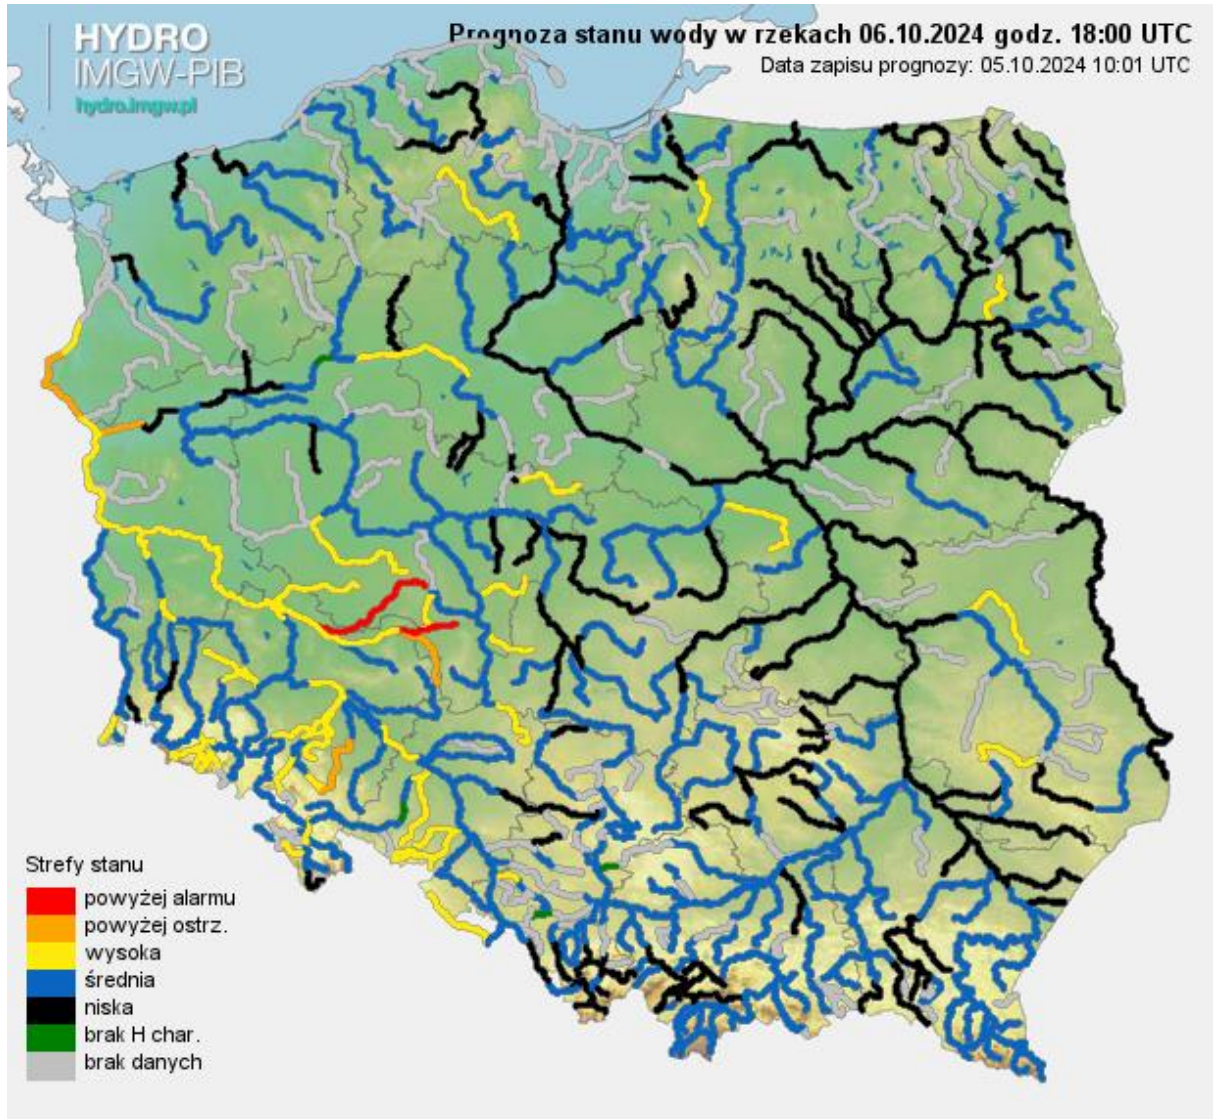 HYDRO
IMGW-PIB
hydro.imgw.pl
Prognoza stanu wody w rzekach 06.10.2024 godz. 18:00 UTC
Data zapisu prognozy: 05.10.2024 10:01 UTC
Strefy stanu
powyżej alarmu
powyżej ostrz.
wysoka
średnia
niska
brak H char.
brak danych